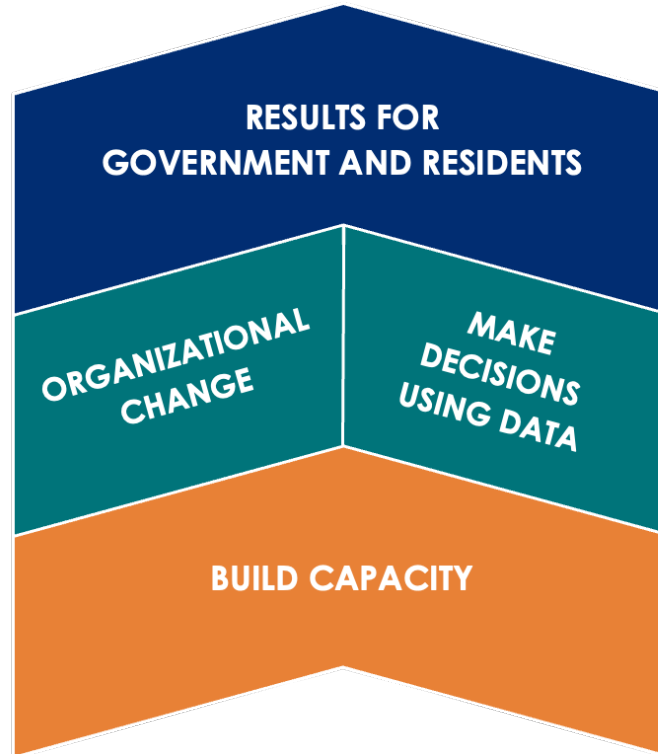 RESULTS FOR
GOVERNMENT AND RESIDENTS
ORGANIZATIONAL
CHANGE
MAKE
DECISIONS
USING DATA
BUILD CAPACITY